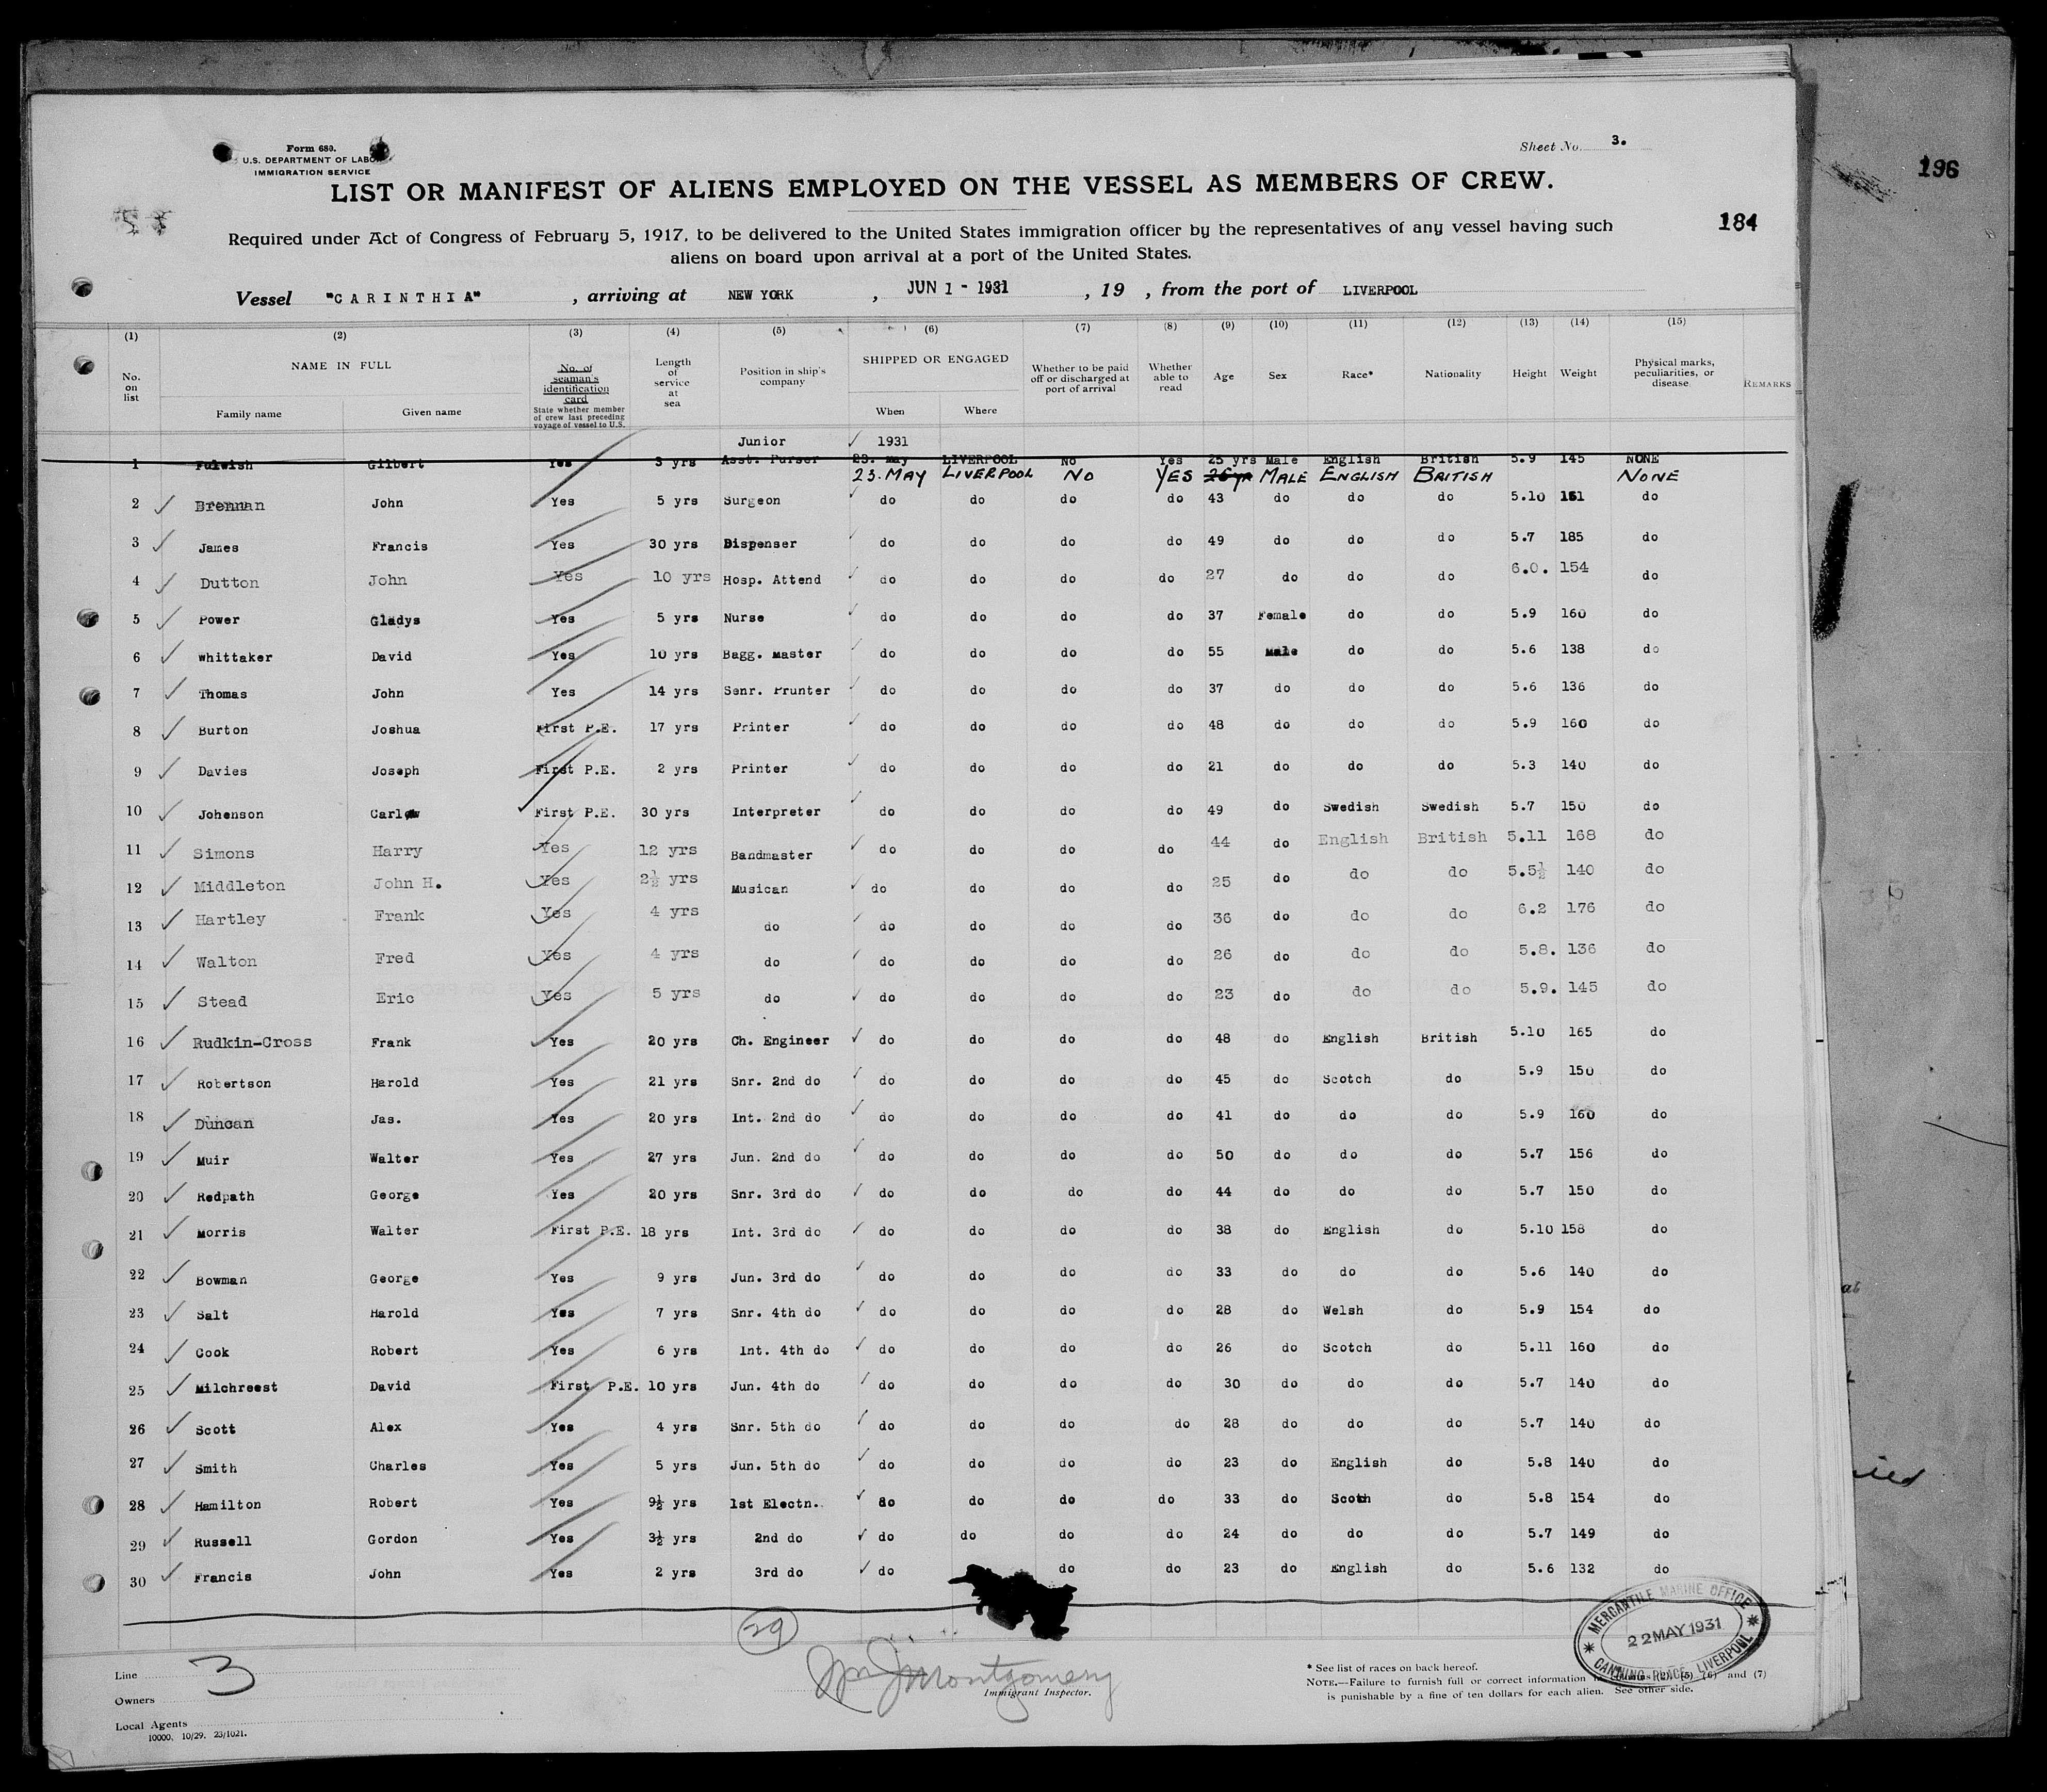 Form 680.
U.S. DEPARTMENT OF LABO
IMMIGRATION SERVICE
Sheet No. 3.
196
LIST OR MANIFEST OF ALIENS EMPLOYED ON THE VESSEL AS MEMBERS OF CREW.
184
Required under Act of Congress of February 5, 1917, to be delivered to the United States immigration officer by the representatives of any vessel having such
aliens on board upon arrival at a port of the United States.
Vessel "CARINTHIA", arriving at NEW YORK, JUN 1 - 1931, 19 , from the port of LIVERPOOL
(1) (2) (3) (4) (5) (6) (7) (8) (9) (10) (11) (12) (13) (14) (15)
No. on list NAME IN FULL Family name Given name No. of seaman's identification card State whether member of crew last preceding voyage of vessel to U.S. Length of service at sea Position in ship's company SHIPPED OR ENGAGED When Where Whether to be paid off or discharged at port of arrival Whether able to read Age Sex Race* Nationality Height Weight Physical marks, peculiarities, or disease. REMARKS
Junior 1931
1 Fulwish Gilbert Yes 3 yrs Asst. Purser 23. May LIVERPOOL No Yes 25 yrs Male English British 5.9 145 NONE
23. MAY LIVERPOOL NO YES 26 yr MALE ENGLISH BRITISH NONE
2 Brennan John Yes 5 yrs Surgeon do do do do 43 do do do 5.10 151 do
3 James Francis Yes 30 yrs Dispenser do do do do 49 do do do 5.7 185 do
4 Dutton John Yes 10 yrs Hosp. Attend do do do do 27 do do do 6.0. 154 do
5 Power Gladys Yes 5 yrs Nurse do do do do 37 Female do do 5.9 160 do
6 Whittaker David Yes 10 yrs Bagg. Master do do do do 55 Male do do 5.6 138 do
7 Thomas John Yes 14 yrs Senr. Prunter do do do do 37 do do do 5.6 136 do
8 Burton Joshua First P.E. 17 yrs Printer do do do do 48 do do do 5.9 160 do
9 Davies Joseph First P.E. 2 yrs Printer do do do do 21 do do do 5.3 140 do
10 Johenson Carl First P.E. 30 yrs Interpreter do do do do 49 do Swedish Swedish 5.7 150 do
11 Simons Harry Yes 12 yrs Bandmaster do do do do 44 do English British 5.11 168 do
12 Middleton John H. Yes 2½ yrs Musican do do do do 25 do do do 5.5½ 140 do
13 Hartley Frank Yes 4 yrs do do do do do 36 do do do 6.2 176 do
14 Walton Fred Yes 4 yrs do do do do do 26 do do do 5.8. 136 do
15 Stead Eric Yes 5 yrs do do do do do 23 do do do 5.9. 145 do
16 Rudkin-Cross Frank Yes 20 yrs Ch. Engineer do do do do 48 do English British 5.10 165 do
17 Robertson Harold Yes 21 yrs Snr. 2nd do do do do do 45 do Scotch do 5.9 150 do
18 Duncan Jas. Yes 20 yrs Int. 2nd do do do do do 41 do do do 5.9 160 do
19 Muir Walter Yes 27 yrs Jun. 2nd do do do do do 50 do do do 5.7 156 do
20 Redpath George Yes 20 yrs Snr. 3rd do do do do do 44 do do do 5.7 150 do
21 Morris Walter First P.E. 18 yrs Int. 3rd do do do do do 38 do English do 5.10 158 do
22 Bowman George Yes 9 yrs Jun. 3rd do do do do do 33 do do do 5.6 140 do
23 Salt Harold Yes 7 yrs Snr. 4th do do do do do 28 do Welsh do 5.9 154 do
24 Cook Robert Yes 6 yrs Int. 4th do do do do do 26 do Scotch do 5.11 160 do
25 Milchreest David First P.E. 10 yrs Jun. 4th do do do do do 30 do do do 5.7 140 do
26 Scott Alex Yes 4 yrs Snr. 5th do do do do do 28 do do do 5.7 140 do
27 Smith Charles Yes 5 yrs Jun. 5th do do do do do 23 do English do 5.8 140 do
28 Hamilton Robert Yes 9½ yrs 1st Electn. do do do do 33 do Scoth do 5.8 154 do
29 Russell Gordon Yes 3½ yrs 2nd do do do do do 24 do do do 5.7 149 do
30 Francis John Yes 2 yrs 3rd do do do do 23 do English do 5.6 132 do
29
MERCANTILE MARINE OFFICE
22 MAY 1931
CANNING PLACE, LIVERPOOL
Line 3
Owners
Local Agents
10000. 10/29. 23/1021.
Wm J Montgomery
Immigrant Inspector.
* See list of races on back hereof.
NOTE.—Failure to furnish full or correct information (5) (6) and (7)
is punishable by a fine of ten dollars for each alien. See other side.